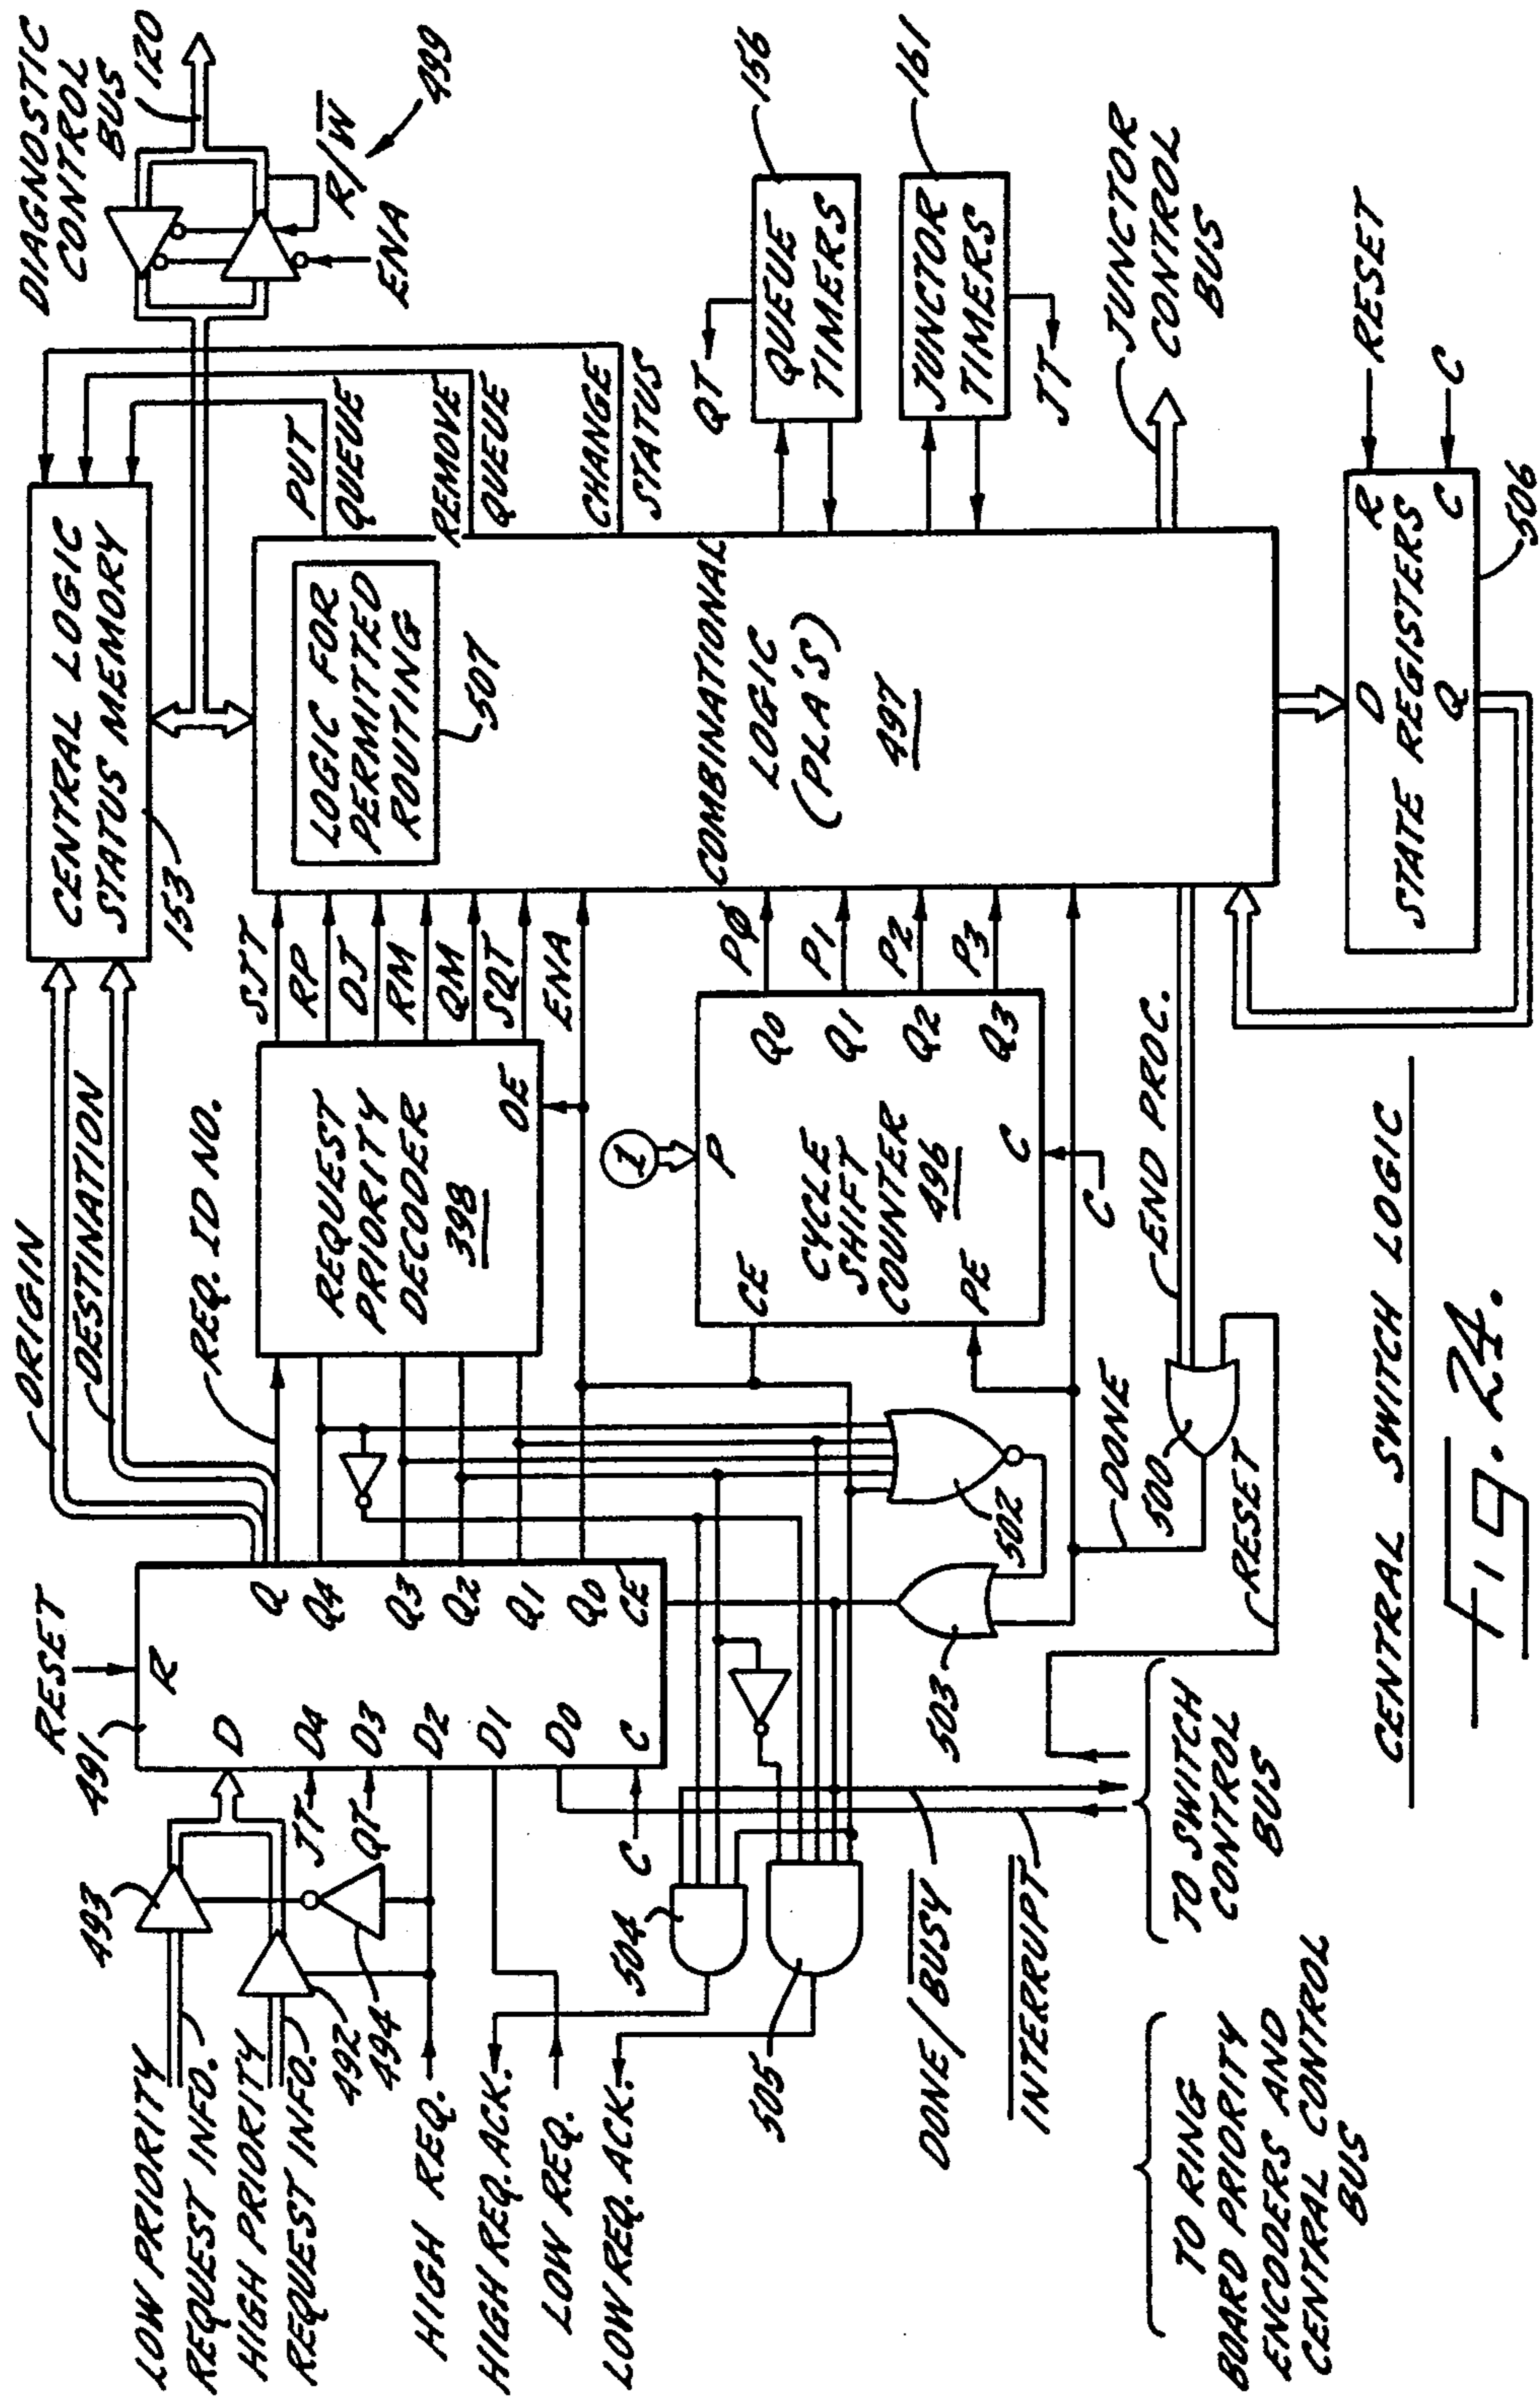 LOW PRIORITY
REQUEST INFO.
HIGH PRIORITY
REQUEST INFO.
493
492
494
HIGH REQ.
HIGH REQ. ACK.
LOW REQ.
LOW REQ. ACK.
504
505
DONE/BUSY
INTERRUPT
TO RING
BOARD PRIORITY
ENCODERS AND
CENTRAL CONTROL
BUS
TO SWITCH
CONTROL
BUS
RESET
491
R
D
JT
D4
QT
D3
D2
D1
D0
C
C
Q
Q4
Q3
Q2
Q1
Q0
CE
503
502
DONE
500
RESET
END PROC.
ORIGIN
DESTINATION
REQ. ID NO.
REQUEST
PRIORITY
DECODER
398
OE
1
P
CE
CYCLE
SHIFT
COUNTER
496
PE
C
C
Q0
Q1
Q2
Q3
SJT
RP
DJ
RM
QM
SQT
ENA
PØ
P1
P2
P3
CENTRAL LOGIC
STATUS MEMORY
153
LOGIC FOR
PERMITTED
ROUTING
507
COMBINATIONAL
LOGIC
(PLA'S)
497
PUT
QUEUE
REMOVE
QUEUE
CHANGE
STATUS
DIAGNOSTIC
CONTROL
BUS
120
R/W
ENA
499
QT
QUEUE
TIMERS
156
JUNCTOR
TIMERS
161
JT
JUNCTOR
CONTROL
BUS
RESET
C
D
R
STATE REGISTERS
Q
C
506
CENTRAL SWITCH LOGIC
FIG. 24.